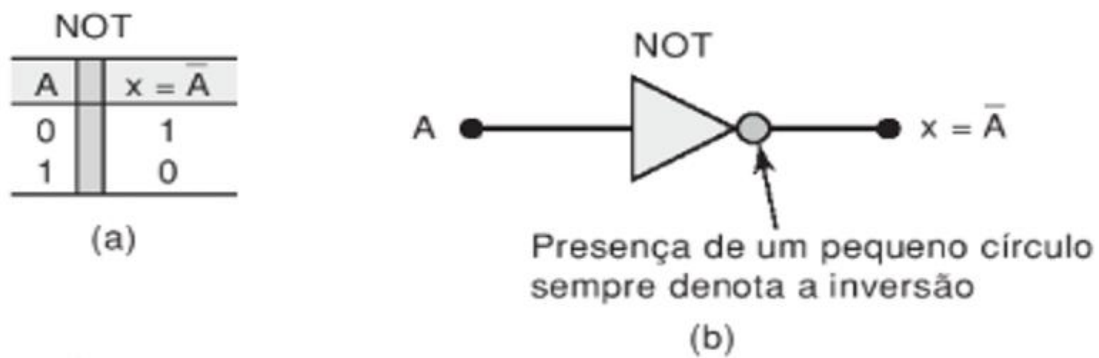 NOT
A x = A̅
0 1
1 0
(a)
NOT
A x = A̅
Presença de um pequeno círculo
sempre denota a inversão
(b)